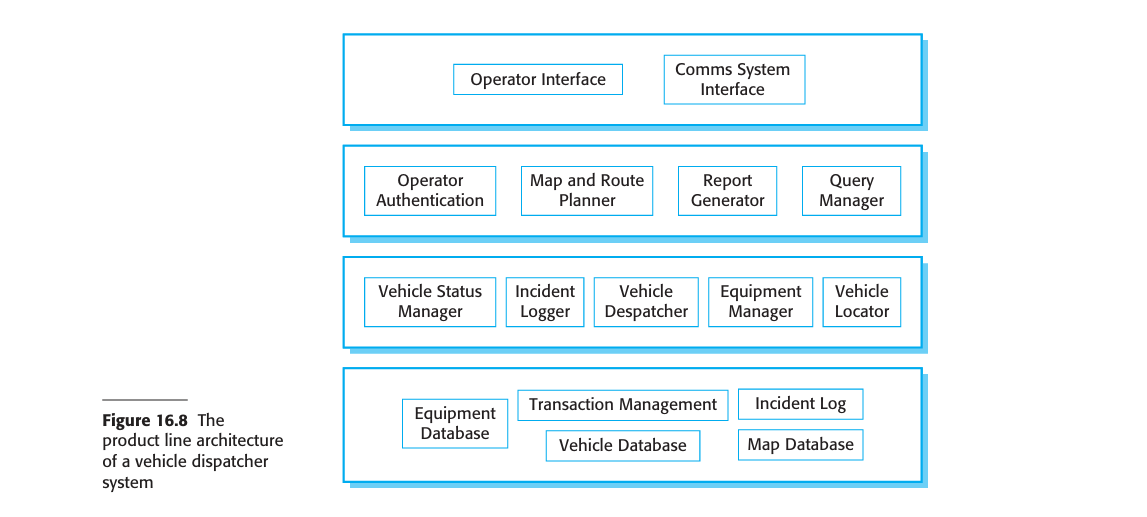 Operator Interface
Comms System
Interface
Operator
Authentication
Map and Route
Planner
Report
Generator
Query
Manager
Vehicle Status
Manager
Incident
Logger
Vehicle
Despatcher
Equipment
Manager
Vehicle
Locator
Equipment
Database
Transaction Management
Incident Log
Vehicle Database
Map Database
Figure 16.8 The
product line architecture
of a vehicle dispatcher
system